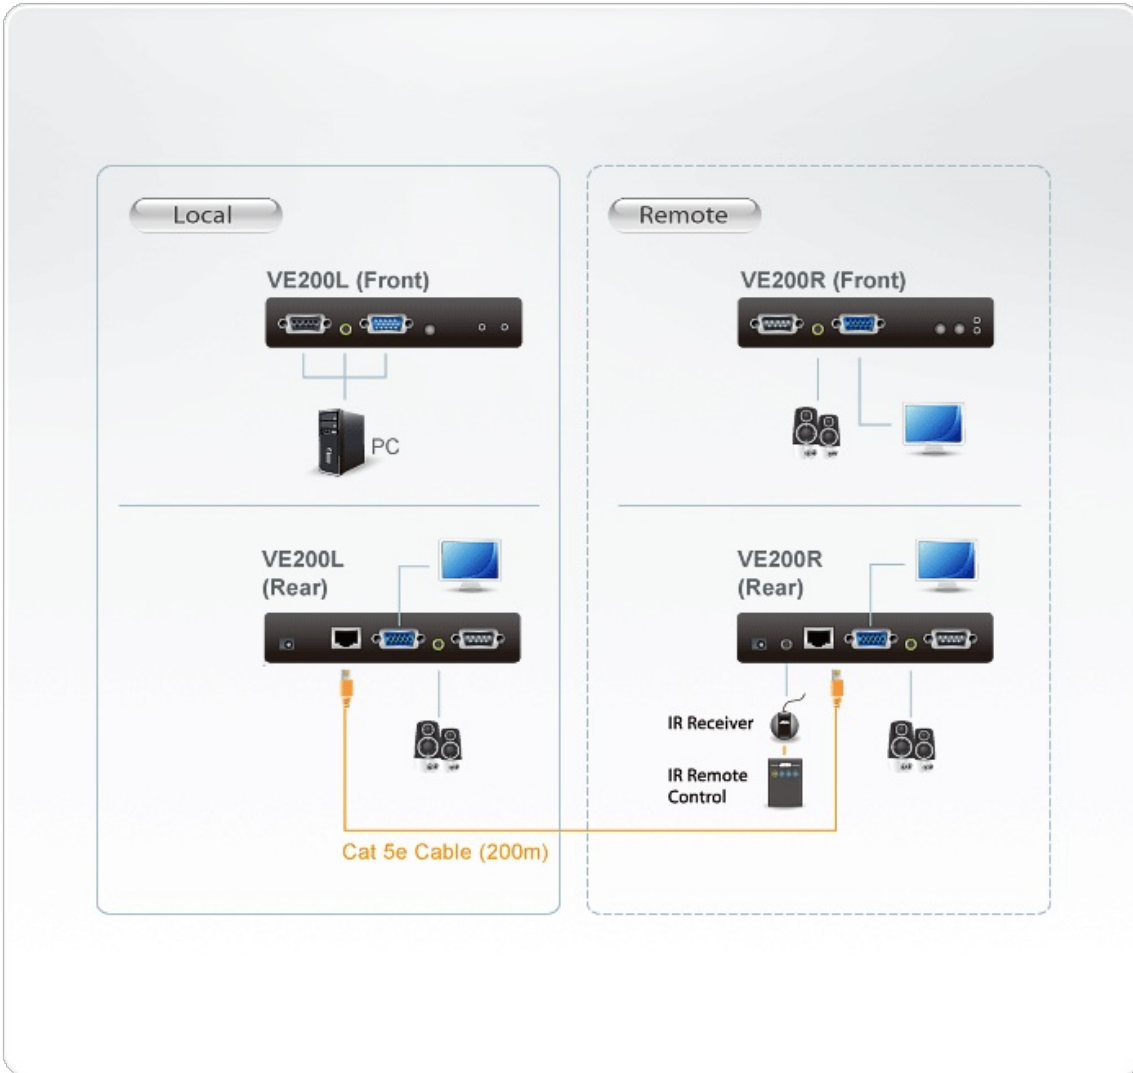 Local
VE200L (Front)
PC
VE200L
(Rear)
Cat 5e Cable (200m)
Remote
VE200R (Front)
VE200R
(Rear)
IR Receiver
IR Remote
Control